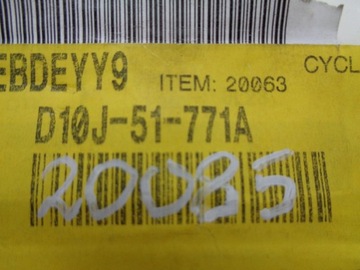 EBDEYY9
ITEM: 20063
CYCL
D10J-51-771A
20085